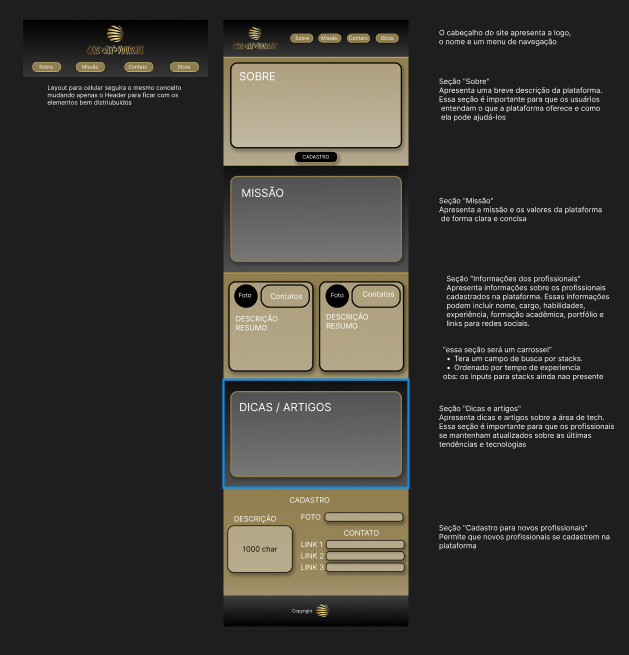 Sobre
Missão
Contato
Dicas
Layout para celular seguira o mesmo conceito
mudando apenas o Header para ficar com os
elementos bem distriubuidos
Sobre
Missão
Contato
Dicas
SOBRE
CADASTRO
MISSÃO
Foto
Contatos
DESCRIÇÃO
RESUMO
Foto
Contatos
DESCRIÇÃO
RESUMO
DICAS / ARTIGOS
CADASTRO
DESCRIÇÃO
1000 char
FOTO
CONTATO
LINK 1
LINK 2
LINK 3
Copyright
O cabeçalho do site apresenta a logo,
o nome e um menu de navegação
Seção "Sobre"
Apresenta uma breve descrição da plataforma.
Essa seção é importante para que os usuários
entendam o que a plataforma oferece e como
ela pode ajudá-los
Seção "Missão"
Apresenta a missão e os valores da plataforma
de forma clara e concisa
Seção "Informações dos profissionais"
Apresenta informações sobre os profissionais
cadastrados na plataforma. Essas informações
podem incluir nome, cargo, habilidades,
experiência, formação acadêmica, portfólio e
links para redes sociais.
"essa seção será um carrossel"
• Tera um campo de busca por stacks.
• Ordenado por tempo de experiencia
obs: os inputs para stacks ainda nao presente
Seção "Dicas e artigos"
Apresenta dicas e artigos sobre a área de tech.
Essa seção é importante para que os profissionais
se mantenham atualizados sobre as últimas
tendências e tecnologias
Seção "Cadastro para novos profissionais"
Permite que novos profissionais se cadastrem na
plataforma